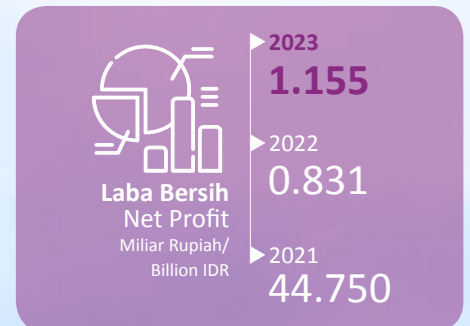 Laba Bersih
Net Profit
Miliar Rupiah/
Billion IDR
2023
1.155
2022
0.831
2021
44.750